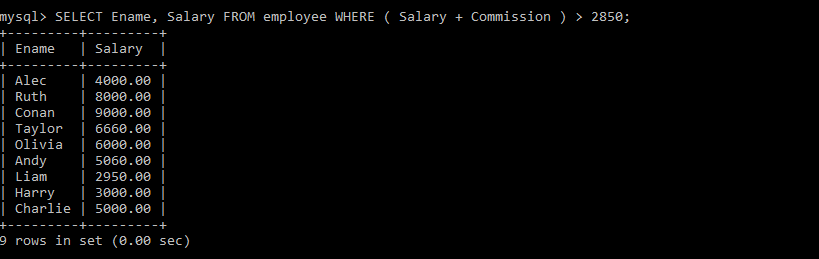 mysql> SELECT Ename, Salary FROM employee WHERE ( Salary + Commission ) > 2850;
+---------+---------+
| Ename   | Salary  |
+---------+---------+
| Alec    | 4000.00 |
| Ruth    | 8000.00 |
| Conan   | 9000.00 |
| Taylor  | 6660.00 |
| Olivia  | 6000.00 |
| Andy    | 5060.00 |
| Liam    | 2950.00 |
| Harry   | 3000.00 |
| Charlie | 5000.00 |
+---------+---------+
9 rows in set (0.00 sec)